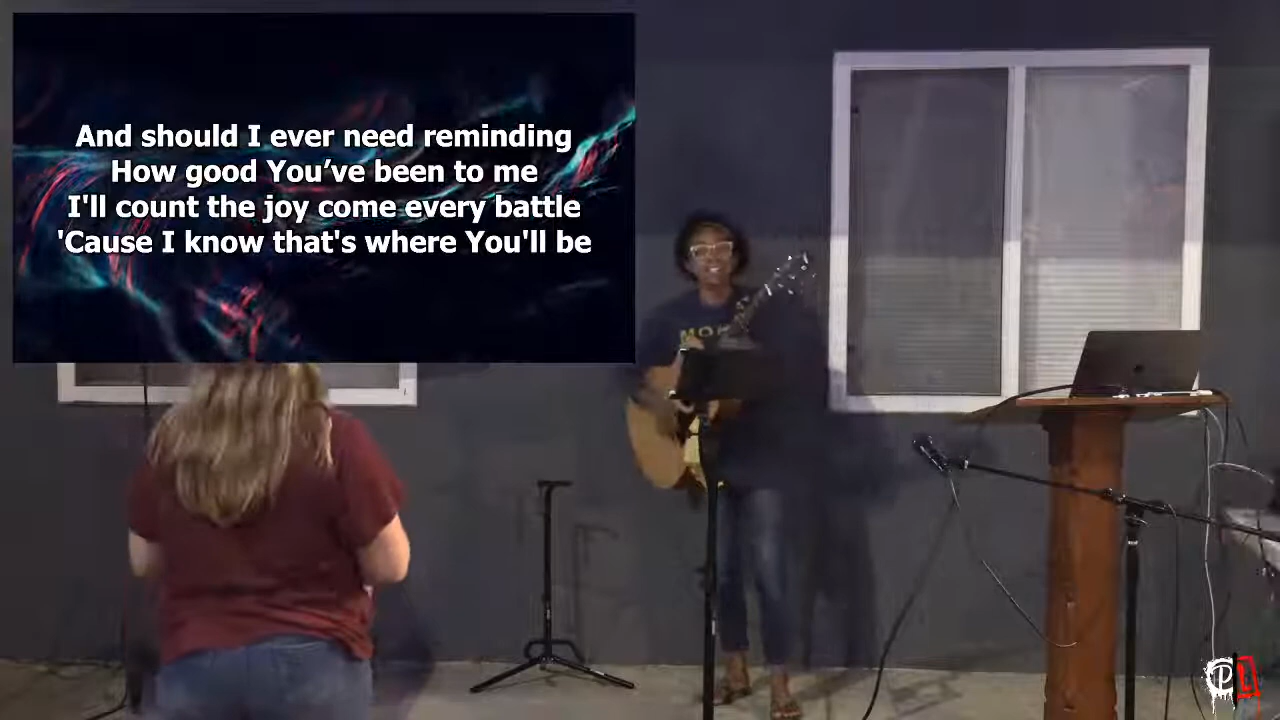 And should I ever need reminding
How good You’ve been to me
I'll count the joy come every battle
'Cause I know that's where You'll be